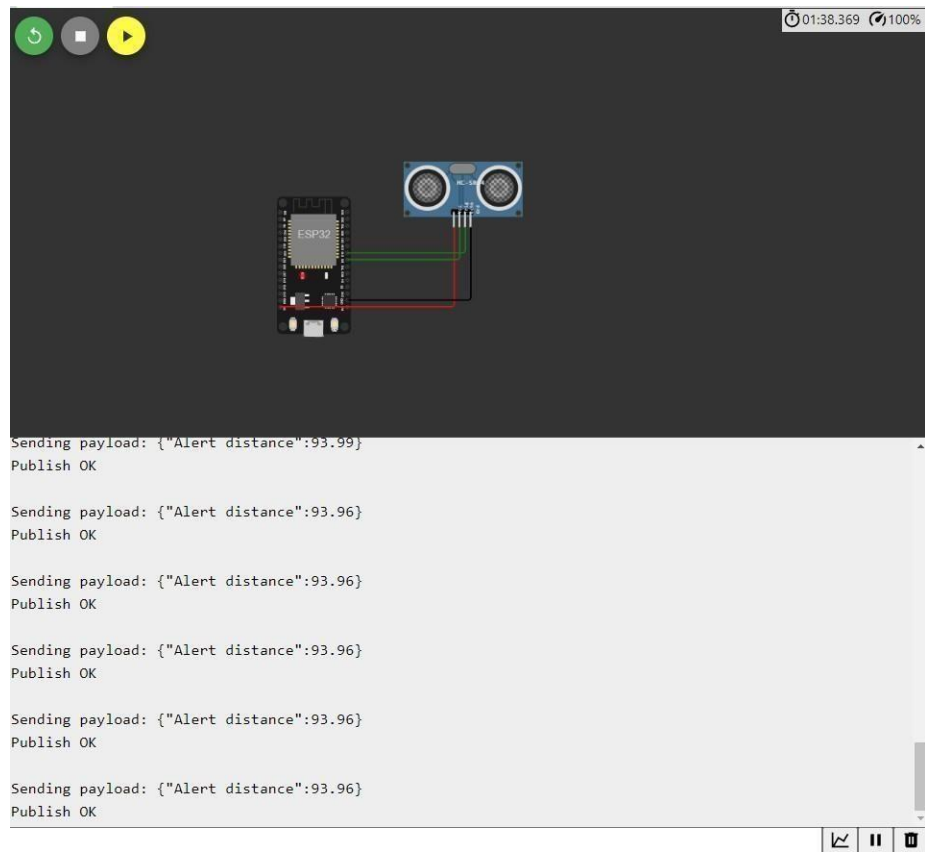 01:38.369 100%
ESP32
Sending payload: {"Alert distance":93.99}
Publish OK
Sending payload: {"Alert distance":93.96}
Publish OK
Sending payload: {"Alert distance":93.96}
Publish OK
Sending payload: {"Alert distance":93.96}
Publish OK
Sending payload: {"Alert distance":93.96}
Publish OK
Sending payload: {"Alert distance":93.96}
Publish OK